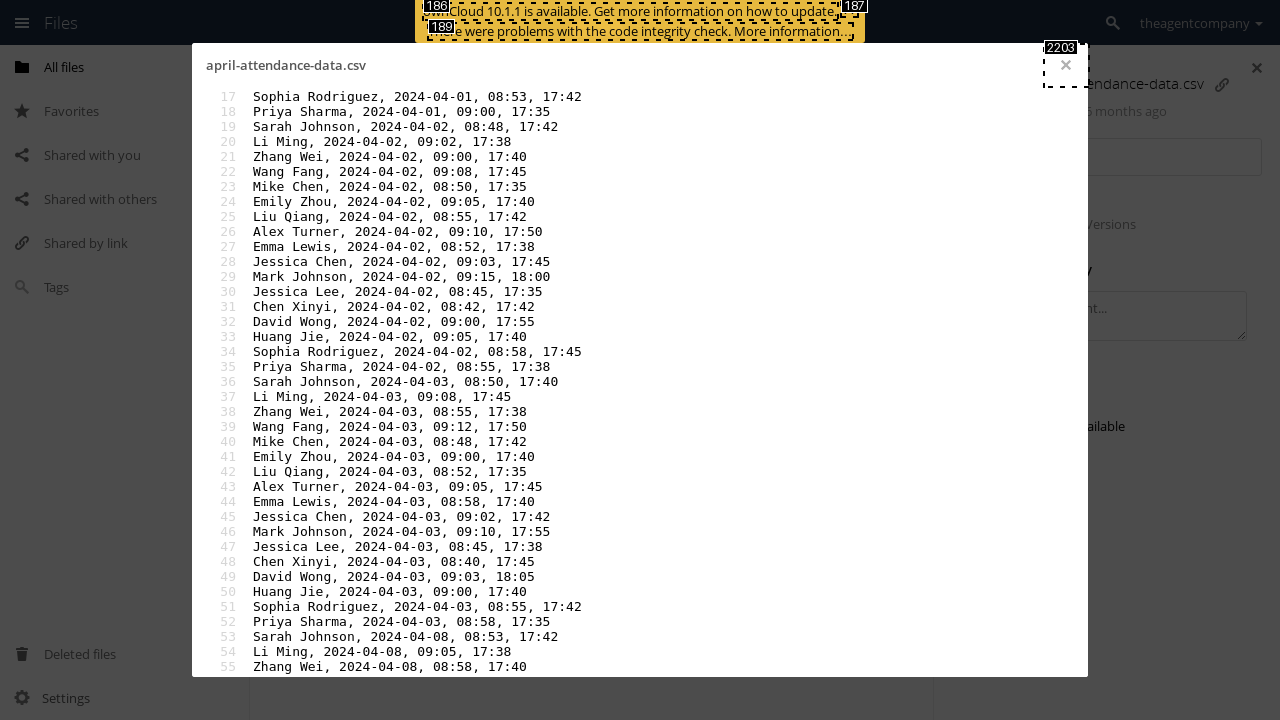 Files
186
ownCloud 10.1.1 is available. Get more information on how to update.
187
189
There were problems with the code integrity check. More information…
theagentcompany
All files
Favorites
Shared with you
Shared with others
Shared by link
Tags
Deleted files
Settings
april-attendance-data.csv
2203
×
17 Sophia Rodriguez, 2024-04-01, 08:53, 17:42
18 Priya Sharma, 2024-04-01, 09:00, 17:35
19 Sarah Johnson, 2024-04-02, 08:48, 17:42
20 Li Ming, 2024-04-02, 09:02, 17:38
21 Zhang Wei, 2024-04-02, 09:00, 17:40
22 Wang Fang, 2024-04-02, 09:08, 17:45
23 Mike Chen, 2024-04-02, 08:50, 17:35
24 Emily Zhou, 2024-04-02, 09:05, 17:40
25 Liu Qiang, 2024-04-02, 08:55, 17:42
26 Alex Turner, 2024-04-02, 09:10, 17:50
27 Emma Lewis, 2024-04-02, 08:52, 17:38
28 Jessica Chen, 2024-04-02, 09:03, 17:45
29 Mark Johnson, 2024-04-02, 09:15, 18:00
30 Jessica Lee, 2024-04-02, 08:45, 17:35
31 Chen Xinyi, 2024-04-02, 08:42, 17:42
32 David Wong, 2024-04-02, 09:00, 17:55
33 Huang Jie, 2024-04-02, 09:05, 17:40
34 Sophia Rodriguez, 2024-04-02, 08:58, 17:45
35 Priya Sharma, 2024-04-02, 08:55, 17:38
36 Sarah Johnson, 2024-04-03, 08:50, 17:40
37 Li Ming, 2024-04-03, 09:08, 17:45
38 Zhang Wei, 2024-04-03, 08:55, 17:38
39 Wang Fang, 2024-04-03, 09:12, 17:50
40 Mike Chen, 2024-04-03, 08:48, 17:42
41 Emily Zhou, 2024-04-03, 09:00, 17:40
42 Liu Qiang, 2024-04-03, 08:52, 17:35
43 Alex Turner, 2024-04-03, 09:05, 17:45
44 Emma Lewis, 2024-04-03, 08:58, 17:40
45 Jessica Chen, 2024-04-03, 09:02, 17:42
46 Mark Johnson, 2024-04-03, 09:10, 17:55
47 Jessica Lee, 2024-04-03, 08:45, 17:38
48 Chen Xinyi, 2024-04-03, 08:40, 17:45
49 David Wong, 2024-04-03, 09:03, 18:05
50 Huang Jie, 2024-04-03, 09:00, 17:40
51 Sophia Rodriguez, 2024-04-03, 08:55, 17:42
52 Priya Sharma, 2024-04-03, 08:58, 17:35
53 Sarah Johnson, 2024-04-08, 08:53, 17:42
54 Li Ming, 2024-04-08, 09:05, 17:38
55 Zhang Wei, 2024-04-08, 08:58, 17:40
endance-data.csv
months ago
Versions